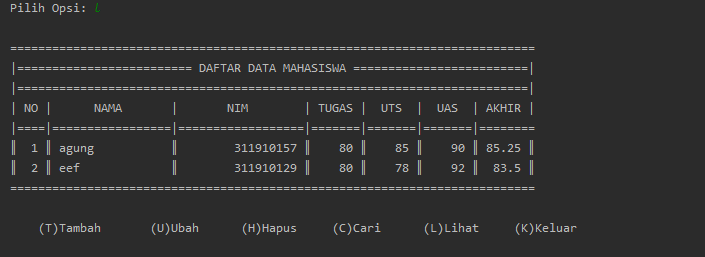 Pilih Opsi: l
===========================================================================
|========================= DAFTAR DATA MAHASISWA =========================|
|=========================================================================|
| NO |      NAMA       |       NIM        | TUGAS |  UTS  |  UAS  | AKHIR |
|====|=================|==================|=======|=======|=======|========
║  1 ║ agung           ║        311910157 ║    80 ║    85 ║    90 ║ 85.25 ║
║  2 ║ eef             ║        311910129 ║    80 ║    78 ║    92 ║  83.5 ║
===========================================================================
(T)Tambah       (U)Ubah      (H)Hapus     (C)Cari      (L)Lihat     (K)Keluar